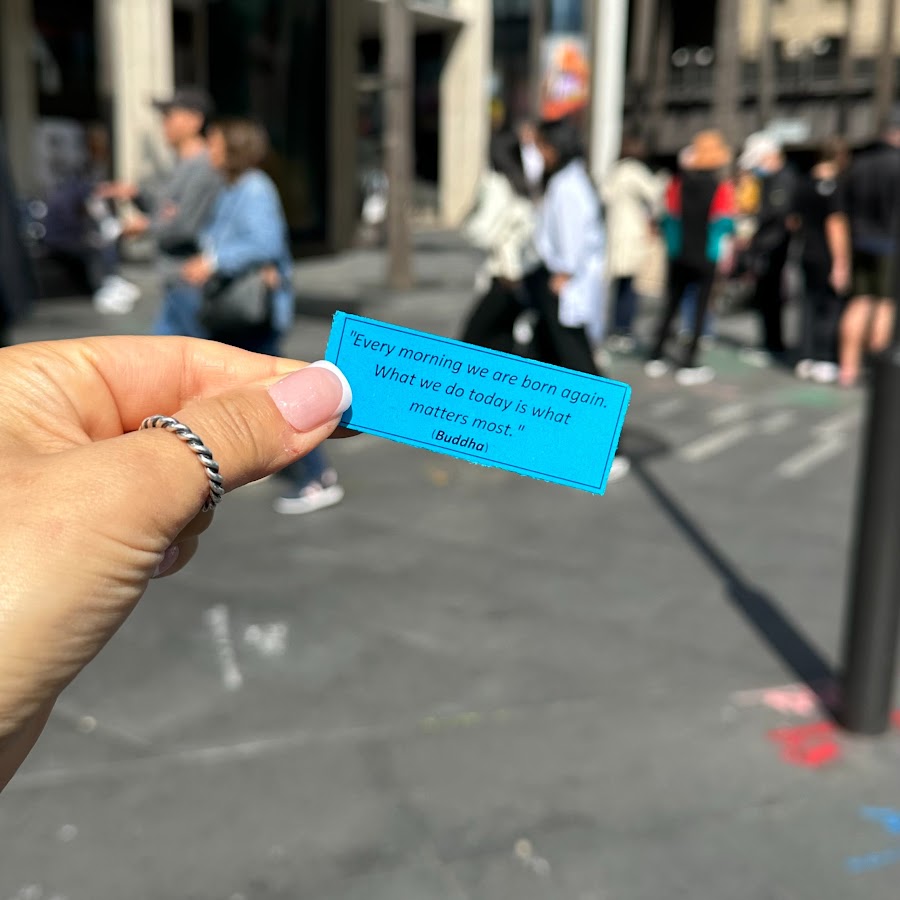 "Every morning we are born again.
What we do today is what
matters most."
(Buddha)